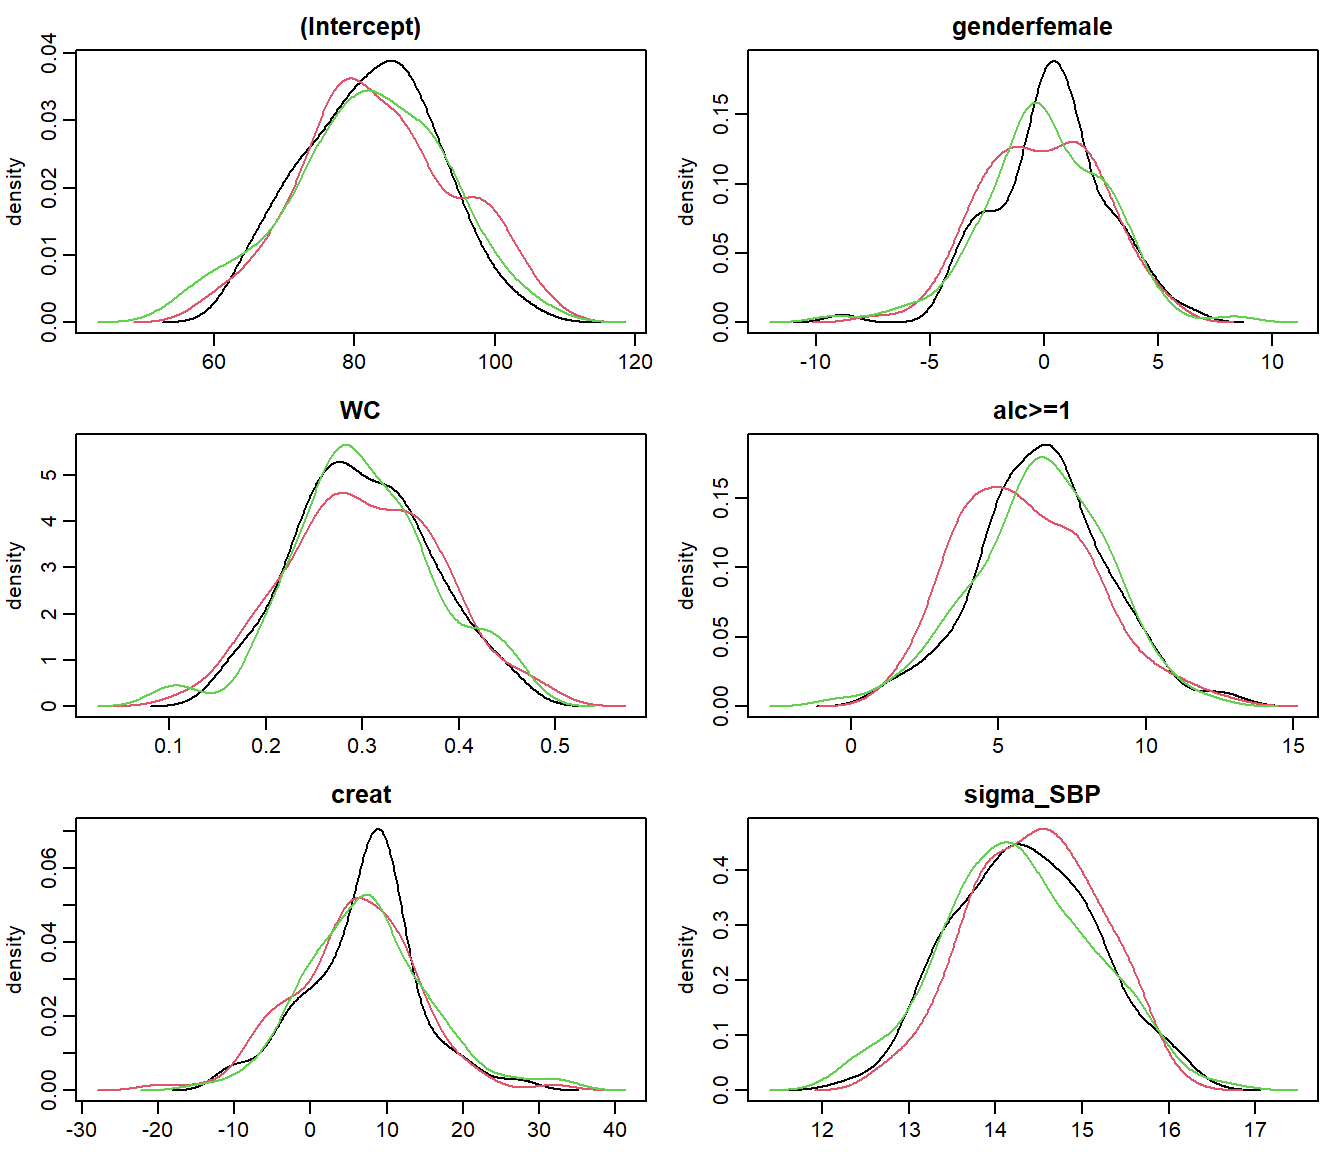 (Intercept)
density
0.00 0.01 0.02 0.03 0.04
60 80 100 120
genderfemale
density
0.00 0.05 0.10 0.15
-10 -5 0 5 10
WC
density
0 1 2 3 4 5
0.1 0.2 0.3 0.4 0.5
alc>=1
density
0.00 0.05 0.10 0.15
0 5 10 15
creat
density
0.00 0.02 0.04 0.06
-30 -20 -10 0 10 20 30 40
sigma_SBP
density
0.0 0.1 0.2 0.3 0.4
12 13 14 15 16 17